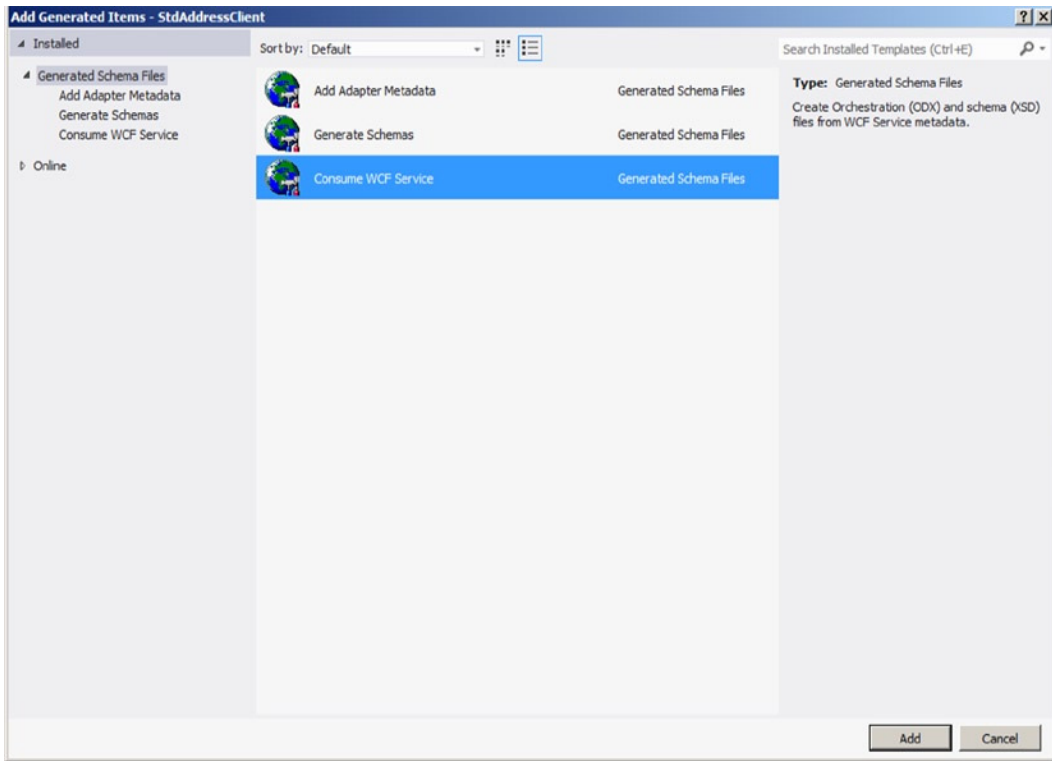 Add Generated Items - StdAddressClient
Installed
Generated Schema Files
Add Adapter Metadata
Generate Schemas
Consume WCF Service
Online
Sort by: Default
Add Adapter Metadata Generated Schema Files
Generate Schemas Generated Schema Files
Consume WCF Service Generated Schema Files
Search Installed Templates (Ctrl+E)
Type: Generated Schema Files
Create Orchestration (ODX) and schema (XSD)
files from WCF Service metadata.
Add Cancel